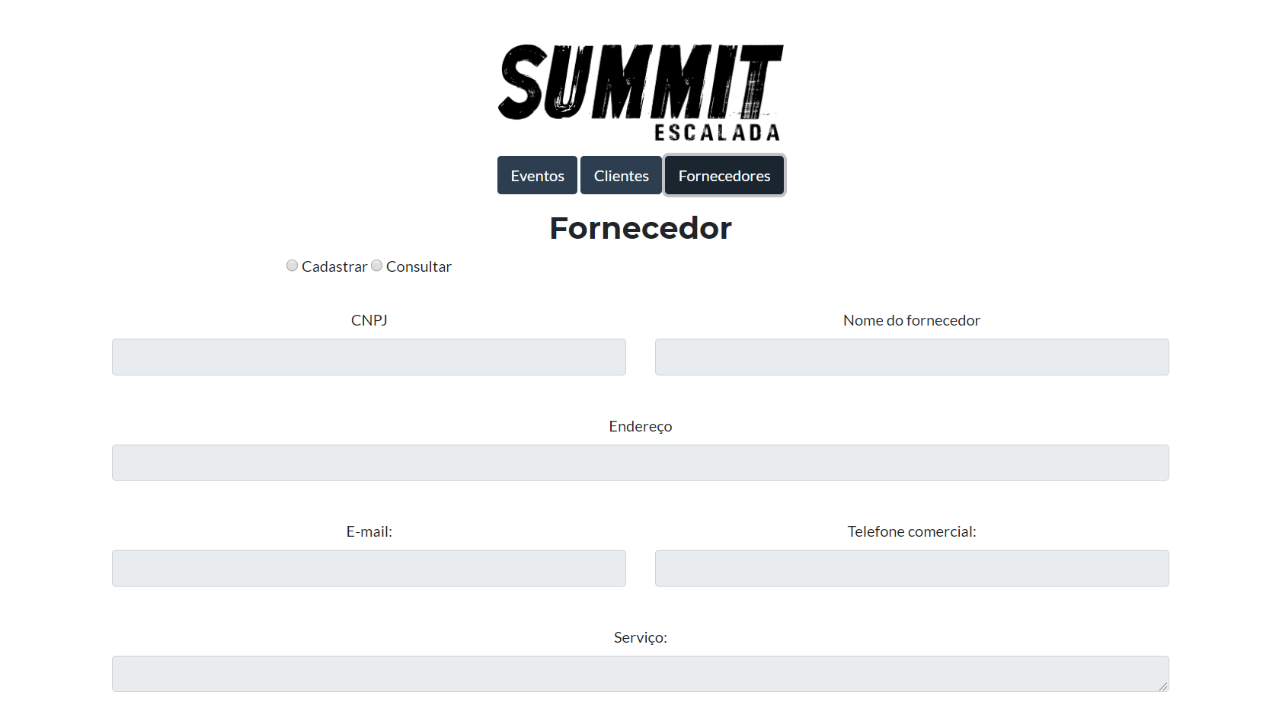 SUMMIT
ESCALADA
Eventos Clientes Fornecedores
Fornecedor
Cadastrar Consultar
CNPJ Nome do fornecedor
Endereço
E-mail: Telefone comercial:
Serviço: